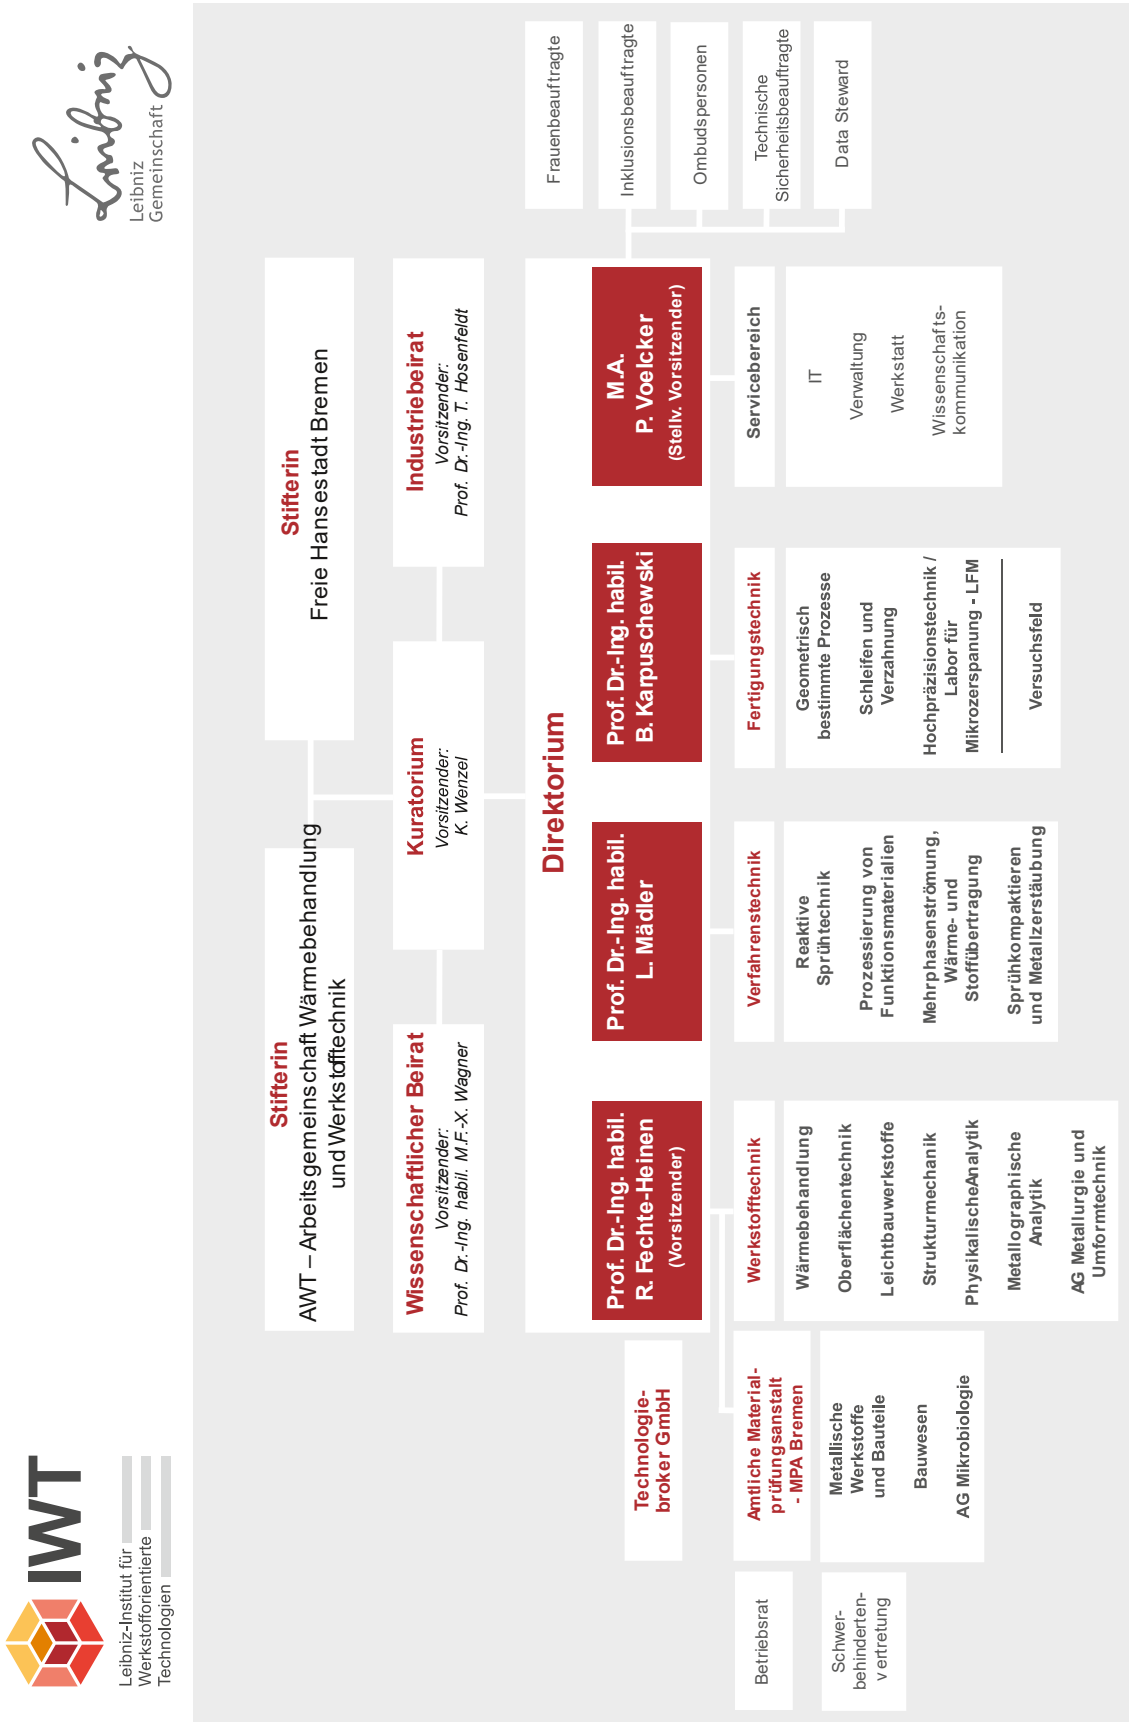 IWT
Leibniz-Institut für
Werkstofforientierte
Technologien
Leibniz
Leibniz
Gemeinschaft
Stifterin
AWT – Arbeitsgemeinschaft Wärmebehandlung
und Werkstofftechnik
Stifterin
Freie Hansestadt Bremen
Wissenschaftlicher Beirat
Vorsitzender:
Prof. Dr.-Ing. habil. M.F.-X. Wagner
Kuratorium
Vorsitzender:
K. Wenzel
Industriebeirat
Vorsitzender:
Prof. Dr.-Ing. T. Hosenfeldt
Direktorium
Prof. Dr.-Ing. habil.
R. Fechte-Heinen
(Vorsitzender)
Prof. Dr.-Ing. habil.
L. Mädler
Prof. Dr.-Ing. habil.
B. Karpuschewski
M.A.
P. Voelcker
(Stellv. Vorsitzender)
Frauenbeauftragte
Inklusionsbeauftragte
Ombudspersonen
Technische
Sicherheitsbeauftragte
Data Steward
Technologie-
broker GmbH
Betriebsrat
Schwer-
behinderten-
vertretung
Amtliche Material-
prüfungsanstalt
- MPA Bremen
Metallische
Werkstoffe
und Bauteile
Bauwesen
AG Mikrobiologie
Werkstofftechnik
Wärmebehandlung
Oberflächentechnik
Leichtbauwerkstoffe
Strukturmechanik
Physikalische Analytik
Metallographische
Analytik
AG Metallurgie und
Umformtechnik
Verfahrenstechnik
Reaktive
Sprühtechnik
Prozessierung von
Funktionsmaterialien
Mehrphasenströmung,
Wärme- und
Stoffübertragung
Sprühkompaktieren
und Metallzerstäubung
Fertigungstechnik
Geometrisch
bestimmte Prozesse
Schleifen und
Verzahnung
Hochpräzisionstechnik /
Labor für
Mikrozerspanung - LFM
Versuchsfeld
Servicebereich
IT
Verwaltung
Werkstatt
Wissenschafts-
kommunikation